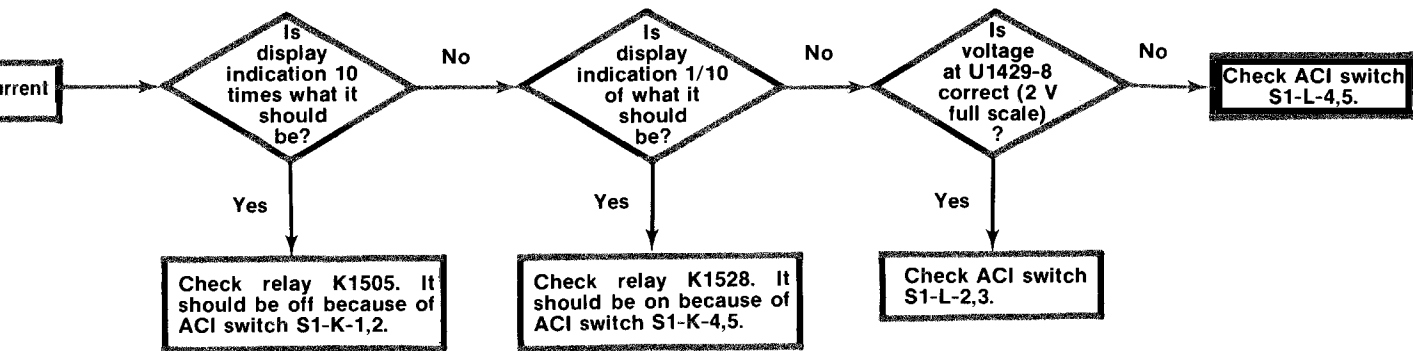 urrent
Is
display
indication 10
times what it
should
be?
No
Yes
Check relay K1505. It
should be off because of
ACI switch S1-K-1,2.
Is
display
indication 1/10
of what it
should
be?
No
Yes
Check relay K1528. It
should be on because of
ACI switch S1-K-4,5.
Is
voltage
at U1429-8
correct (2 V
full scale)
?
No
Yes
Check ACI switch
S1-L-2,3.
Check ACI switch
S1-L-4,5.